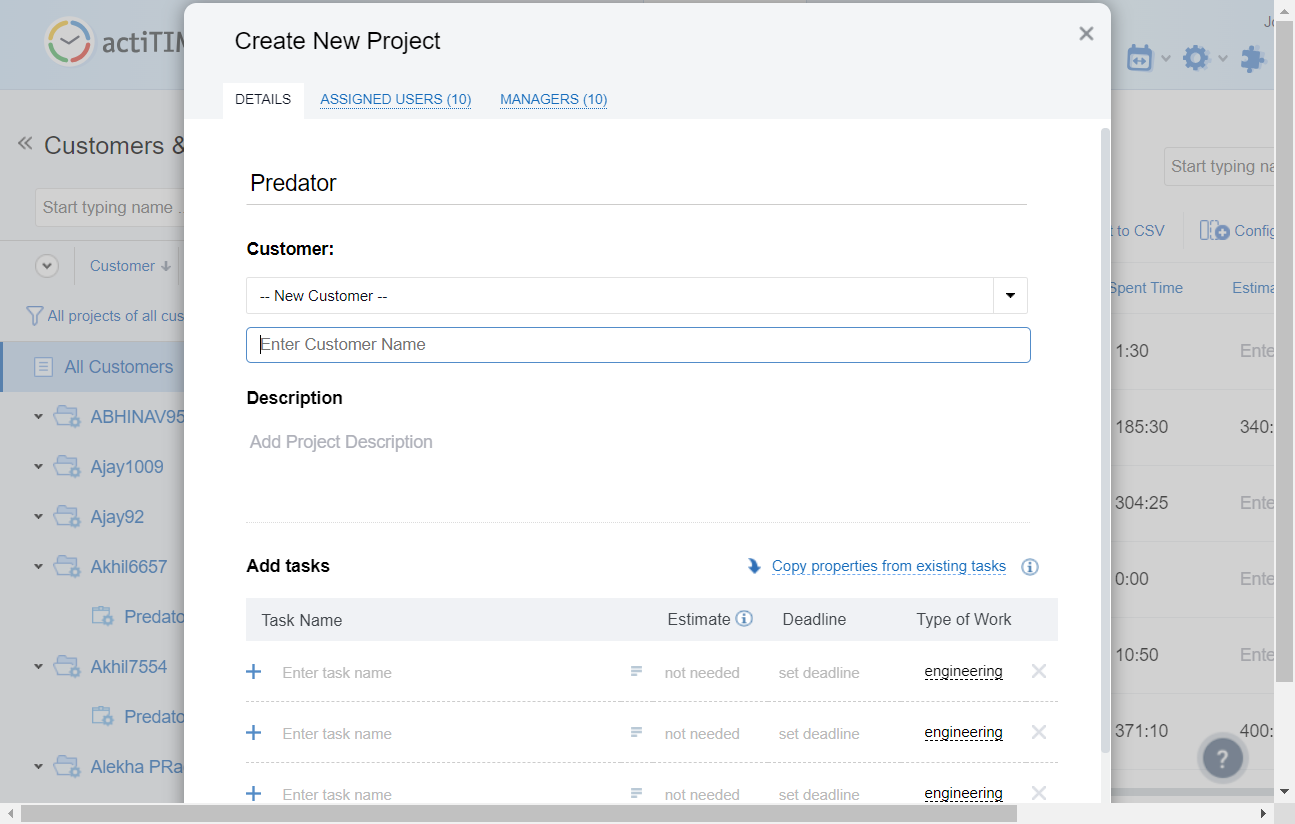 Create New Project
actiTIM
DETAILS
ASSIGNED USERS (10)
MANAGERS (10)
Customers &
Start typing name .
Customer
All projects of all cus
All Customers
ABHINAV95
Ajay1009
Ajay92
Akhil6657
Predato
Akhil7554
Predato
Alekha PRa
Predator
Customer:
-- New Customer --
Enter Customer Name
Description
Add Project Description
Add tasks
Copy properties from existing tasks
Task Name Estimate Deadline Type of Work
Enter task name not needed set deadline engineering
Enter task name not needed set deadline engineering
Enter task name not needed set deadline engineering
Jo
Start typing na
t to CSV
Config
Spent Time Estima
1:30 Ente
185:30 340:
304:25 Ente
0:00 Ente
10:50 Ente
371:10 400:
?